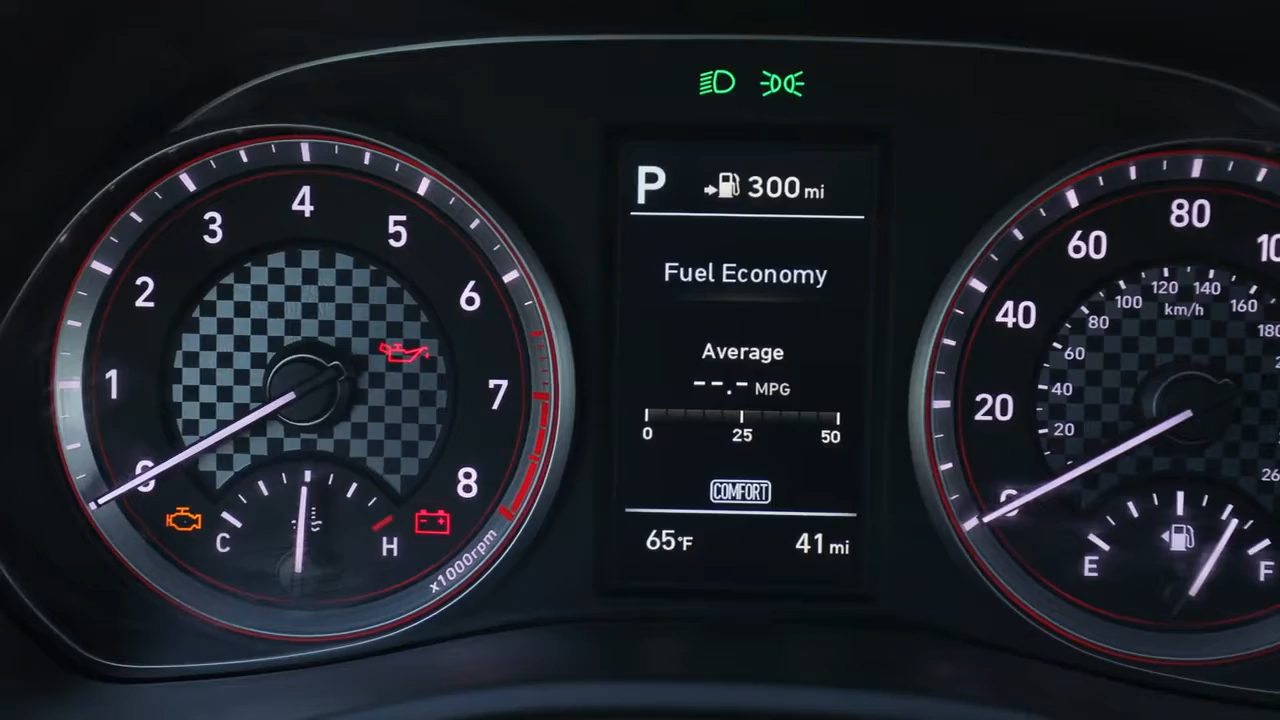 P 300 mi
Fuel Economy
Average
--.- MPG
0 25 50
COMFORT
65°F 41 mi
0 1 2 3 4 5 6 7 8
C H
x1000rpm
20 40 60 80
20 40 60 80 100 120 140 160
km/h
E F